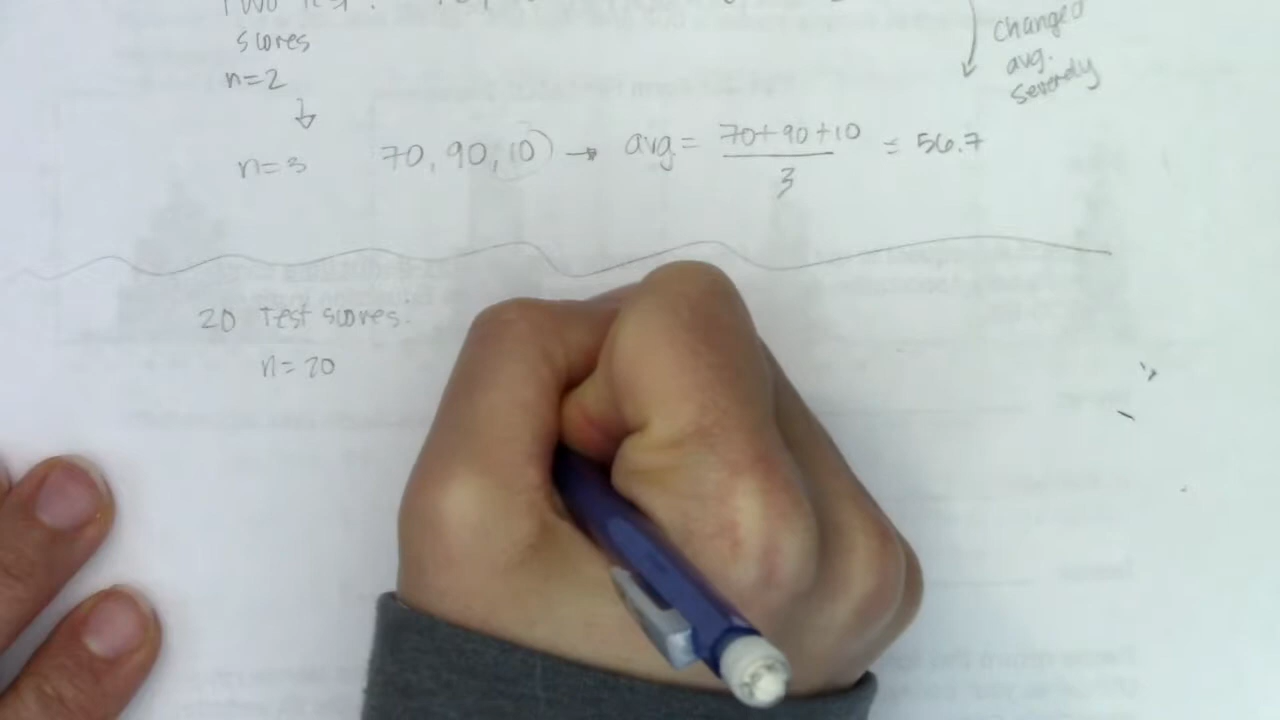 scores
n=2
changed
avg.
severely
n=3 70, 90, 10) → avg = 70+90+10 / 3 = 56.7
20 Test scores:
n=20